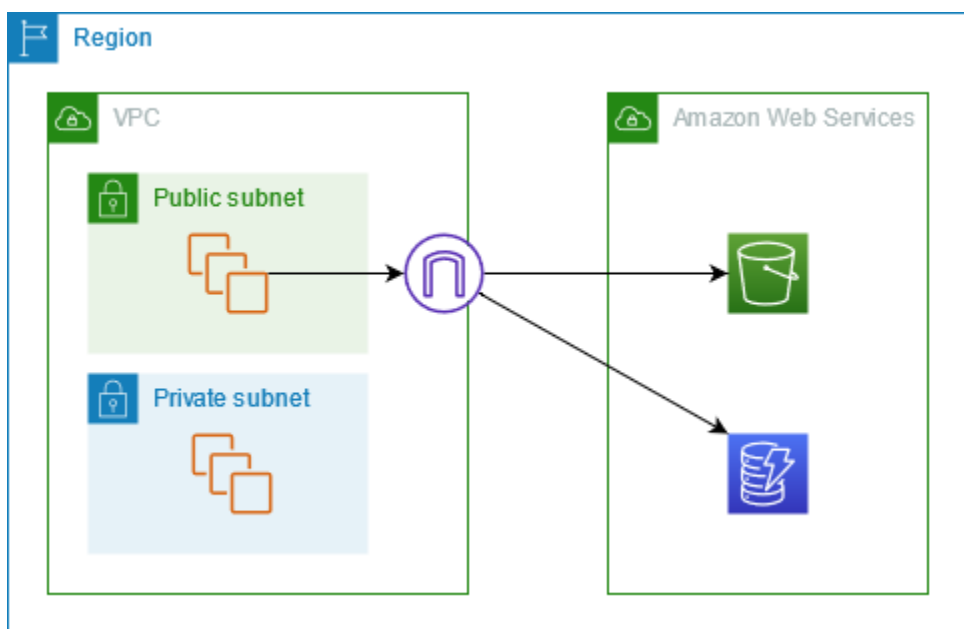 Region
VPC
Amazon Web Services
Public subnet
Private subnet